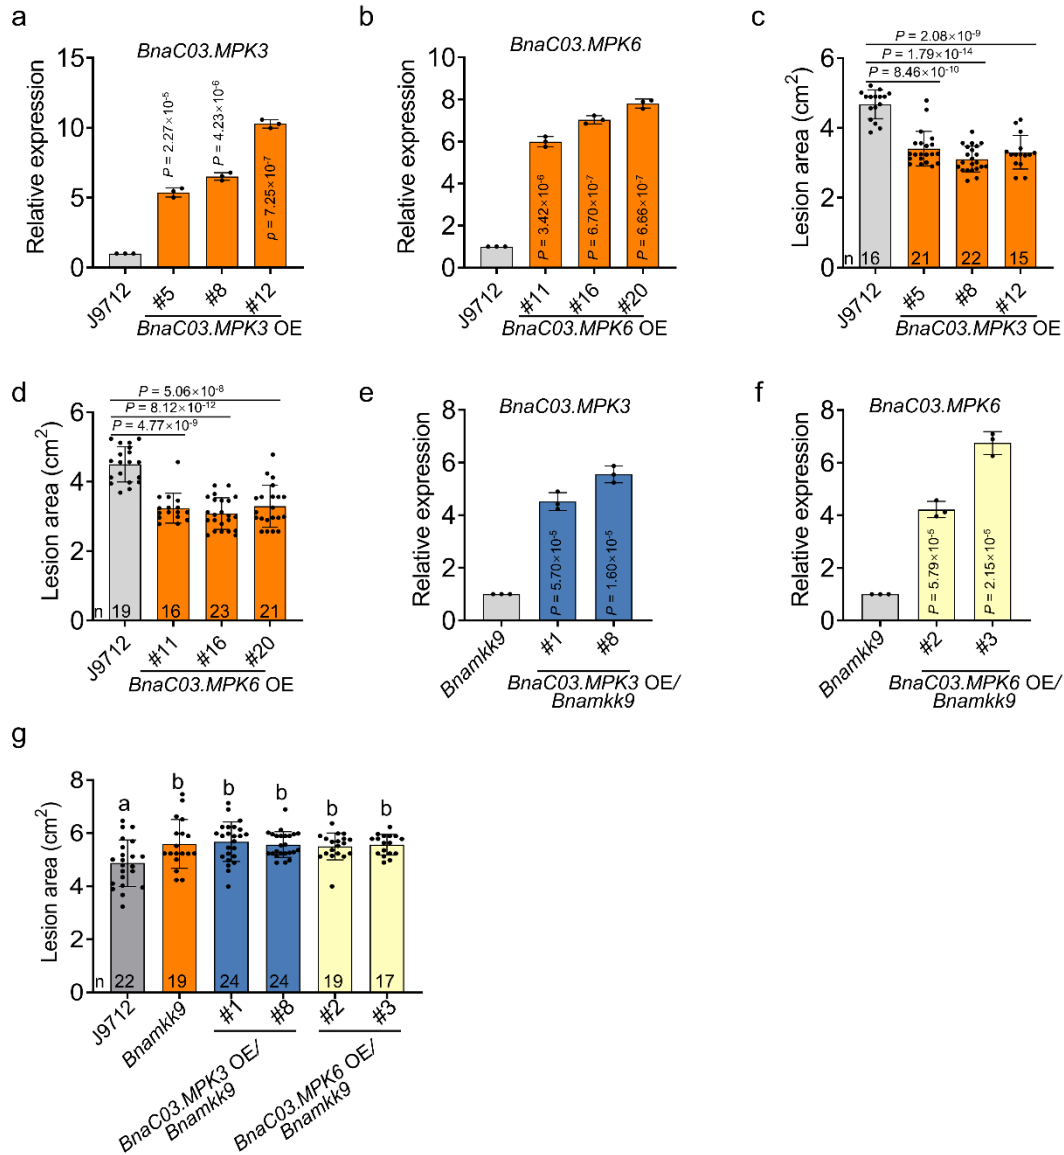 a
BnaC03.MPK3
Relative expression
15
10
5
0
P = 2.27×10-5
P = 4.23×10-6
p = 7.25×10-7
J9712
#5
#8
#12
BnaC03.MPK3 OE
b
BnaC03.MPK6
Relative expression
10
8
6
4
2
0
P = 3.42×10-6
P = 6.70×10-7
P = 6.66×10-7
J9712
#11
#16
#20
BnaC03.MPK6 OE
c
P = 2.08×10-9
P = 1.79×10-14
P = 8.46×10-10
Lesion area (cm2)
6
4
2
0
n 16 21 22 15
J9712
#5
#8
#12
BnaC03.MPK3 OE
d
P = 5.06×10-8
P = 8.12×10-12
P = 4.77×10-9
Lesion area (cm2)
6
4
2
0
n 19 16 23 21
J9712
#11
#16
#20
BnaC03.MPK6 OE
e
BnaC03.MPK3
Relative expression
8
6
4
2
0
P = 5.70×10-5
P = 1.60×10-5
Bnamkk9
#1
#8
BnaC03.MPK3 OE/
Bnamkk9
f
BnaC03.MPK6
Relative expression
8
6
4
2
0
P = 5.79×10-5
P = 2.15×10-5
Bnamkk9
#2
#3
BnaC03.MPK6 OE/
Bnamkk9
g
Lesion area (cm2)
8
6
4
2
0
a b b b b b
n 22 19 24 24 19 17
J9712
Bnamkk9
#1
#8
#2
#3
BnaC03.MPK3 OE/
Bnamkk9
BnaC03.MPK6 OE/
Bnamkk9